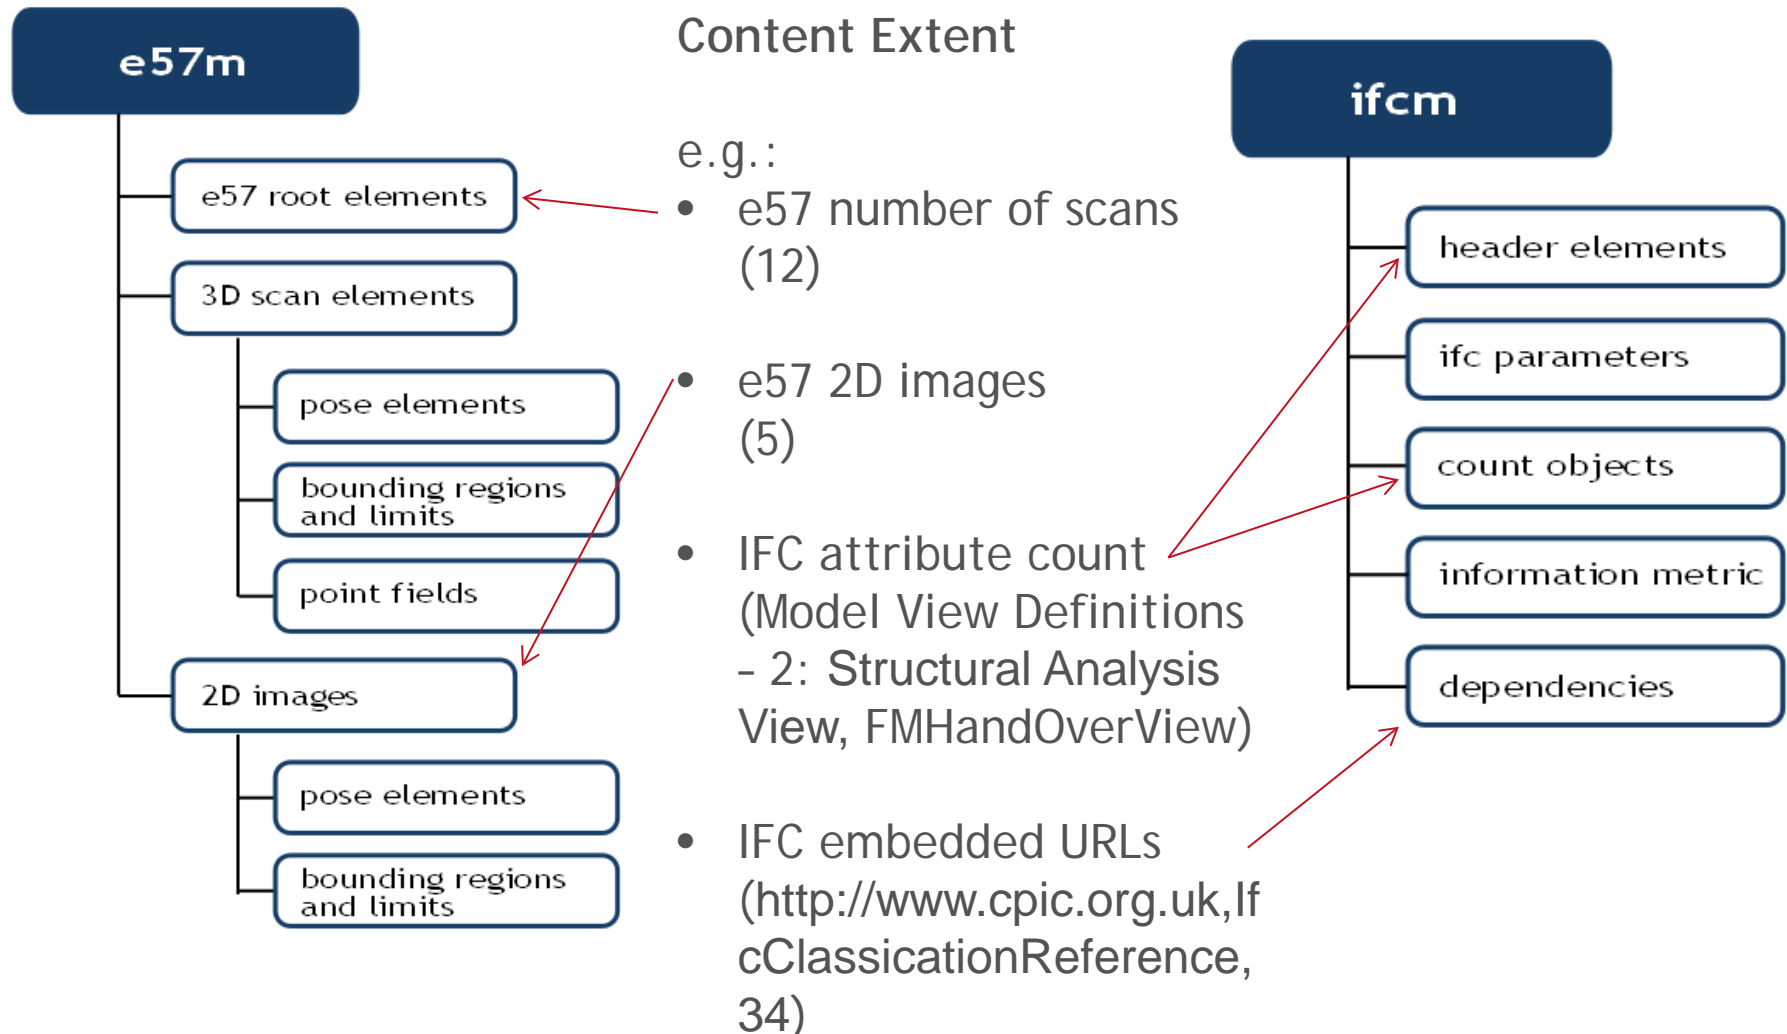 e57m
e57 root elements
3D scan elements
pose elements
bounding regions
and limits
point fields
2D images
pose elements
bounding regions
and limits
Content Extent
e.g.:
• e57 number of scans
(12)
• e57 2D images
(5)
• IFC attribute count
(Model View Definitions
– 2: Structural Analysis
View, FMHandOverView)
• IFC embedded URLs
(http://www.cpic.org.uk,If
cClassicationReference,
34)
ifcm
header elements
ifc parameters
count objects
information metric
dependencies